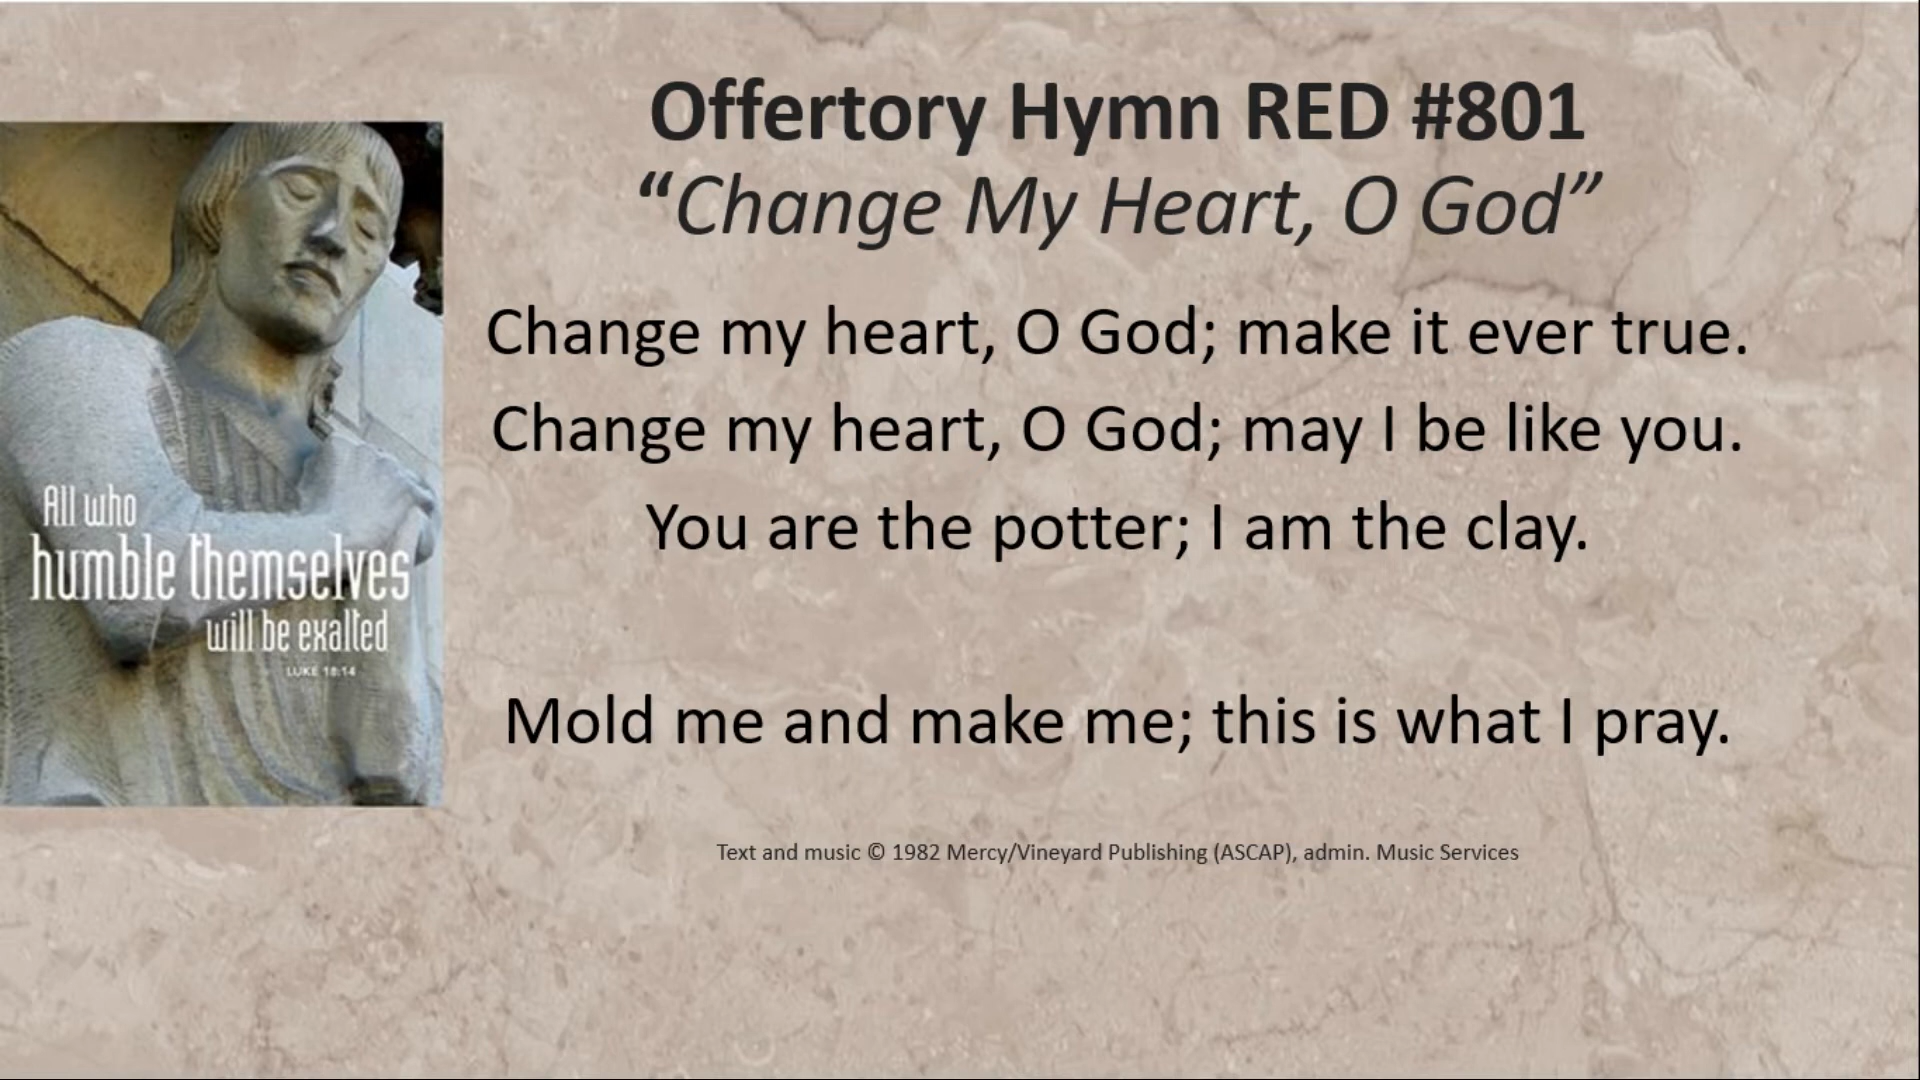 Offertory Hymn RED #801
“Change My Heart, O God”
Change my heart, O God; make it ever true.
Change my heart, O God; may I be like you.
You are the potter; I am the clay.
Mold me and make me; this is what I pray.
Text and music © 1982 Mercy/Vineyard Publishing (ASCAP), admin. Music Services
All who
humble themselves
will be exalted
LUKE 18:14